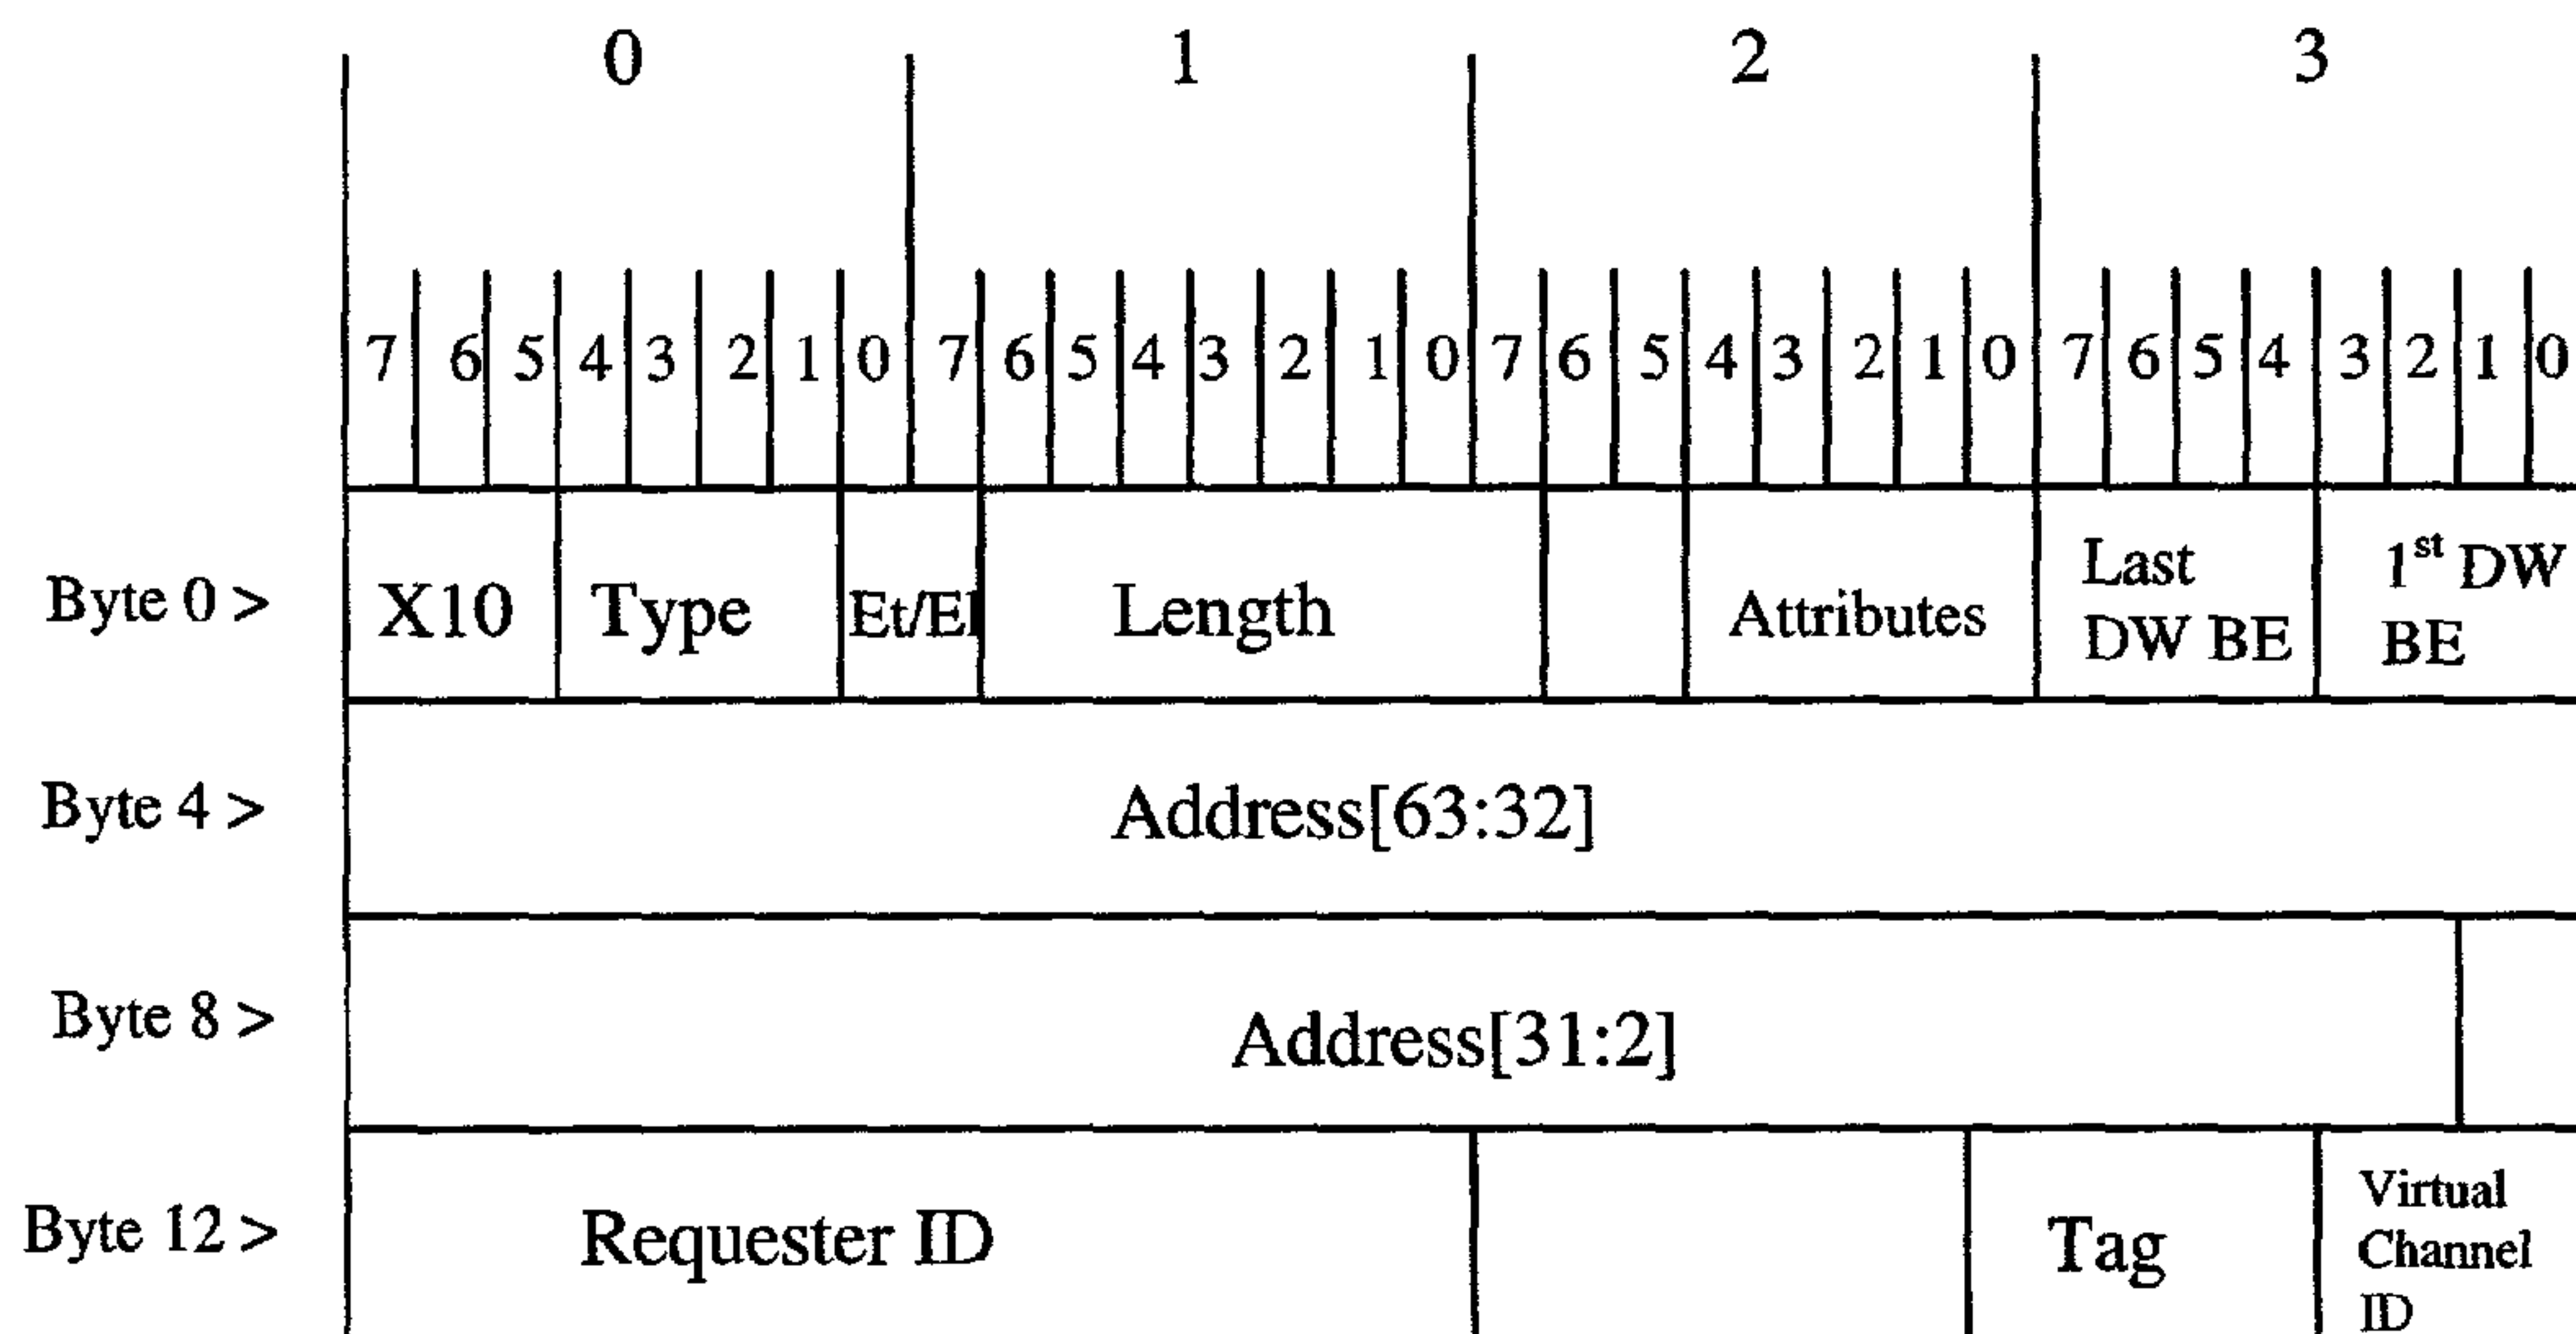 0 1 2 3
7 6 5 4 3 2 1 0 7 6 5 4 3 2 1 0 7 6 5 4 3 2 1 0 7 6 5 4 3 2 1 0
Byte 0 > X10 Type Et/El Length Attributes Last DW BE 1st DW BE
Byte 4 > Address[63:32]
Byte 8 > Address[31:2]
Byte 12 > Requester ID Tag Virtual Channel ID